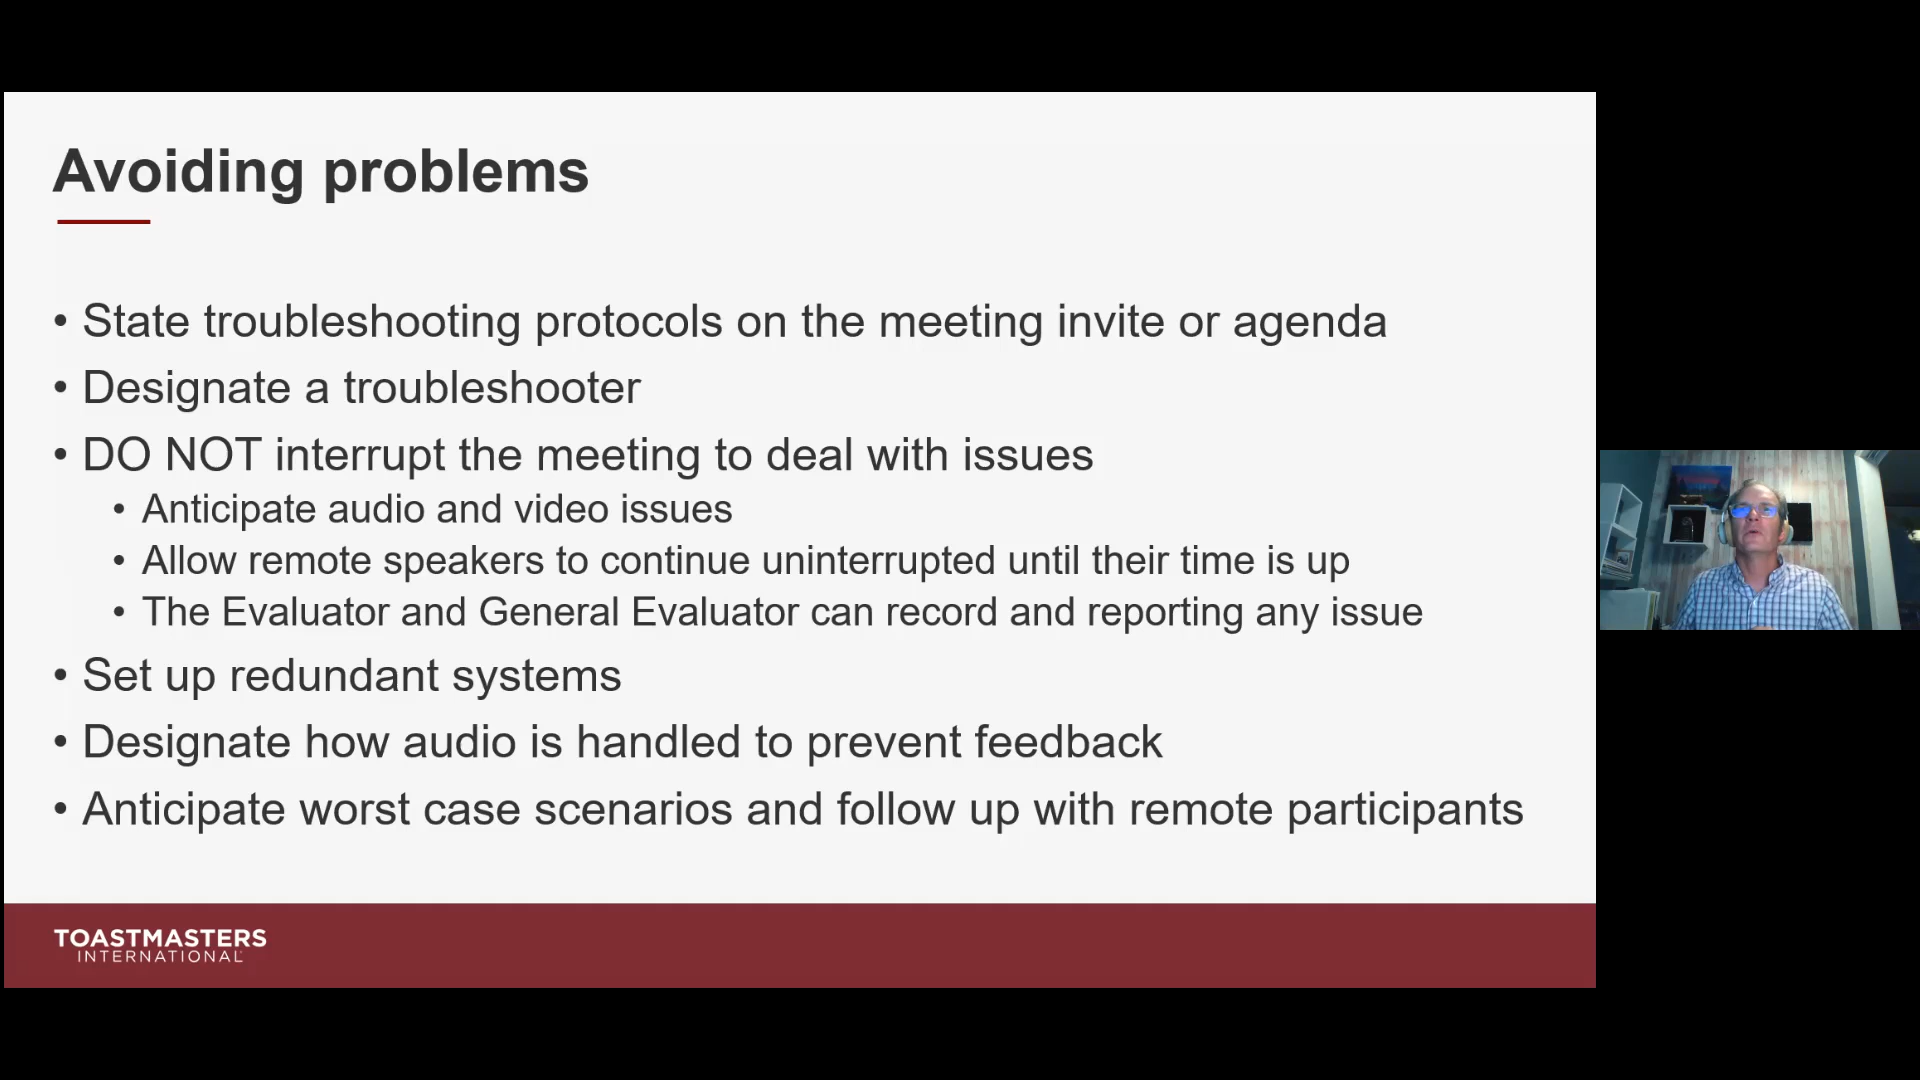 Avoiding problems
• State troubleshooting protocols on the meeting invite or agenda
• Designate a troubleshooter
• DO NOT interrupt the meeting to deal with issues
• Anticipate audio and video issues
• Allow remote speakers to continue uninterrupted until their time is up
• The Evaluator and General Evaluator can record and reporting any issue
• Set up redundant systems
• Designate how audio is handled to prevent feedback
• Anticipate worst case scenarios and follow up with remote participants
TOASTMASTERS
INTERNATIONAL